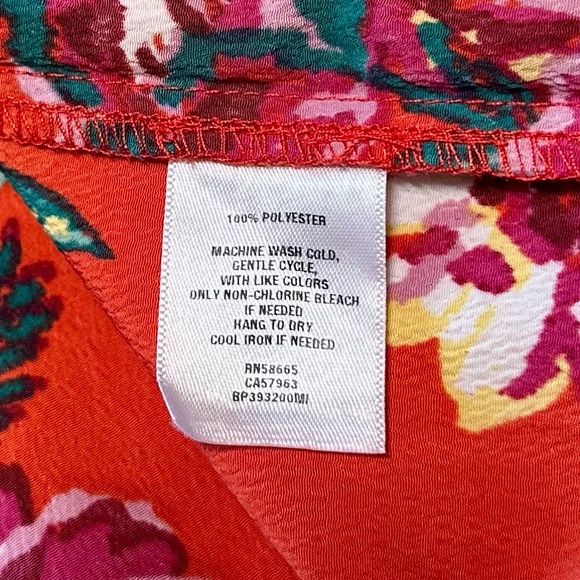 100% POLYESTER
MACHINE WASH COLD,
GENTLE CYCLE,
WITH LIKE COLORS
ONLY NON-CHLORINE BLEACH
IF NEEDED
HANG TO DRY
COOL IRON IF NEEDED
RN58665
CA57963
BP393200MI